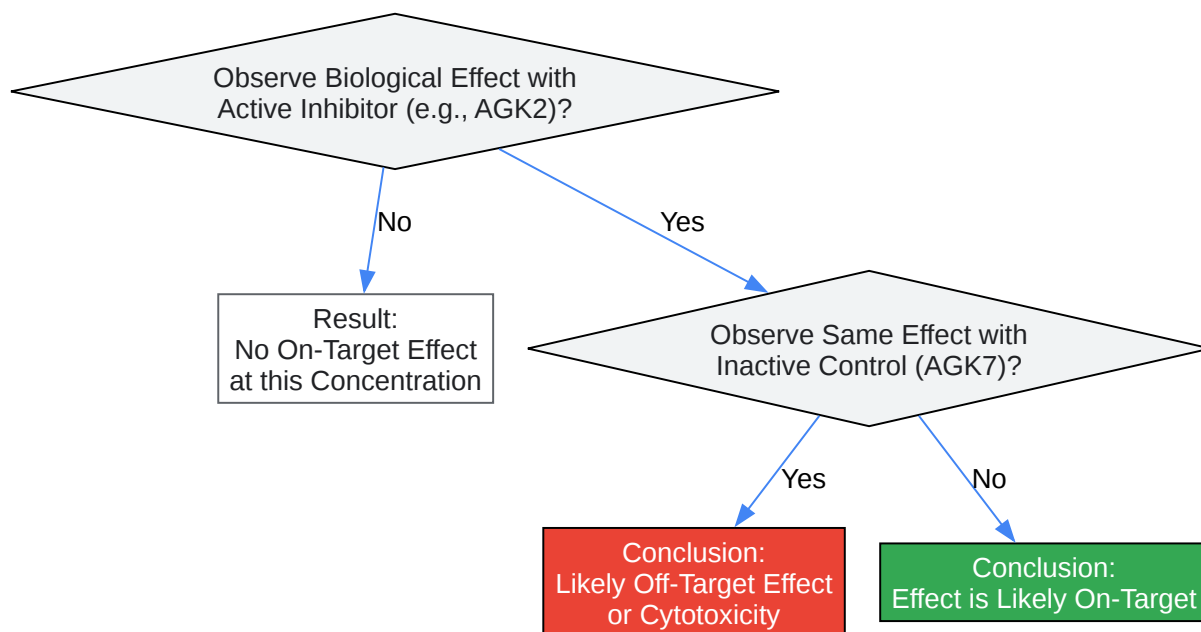 Observe Biological Effect with
Active Inhibitor (e.g., AGK2)?
No
Yes
Result:
No On-Target Effect
at this Concentration
Observe Same Effect with
Inactive Control (AGK7)?
Yes
No
Conclusion:
Likely Off-Target Effect
or Cytotoxicity
Conclusion:
Effect is Likely On-Target